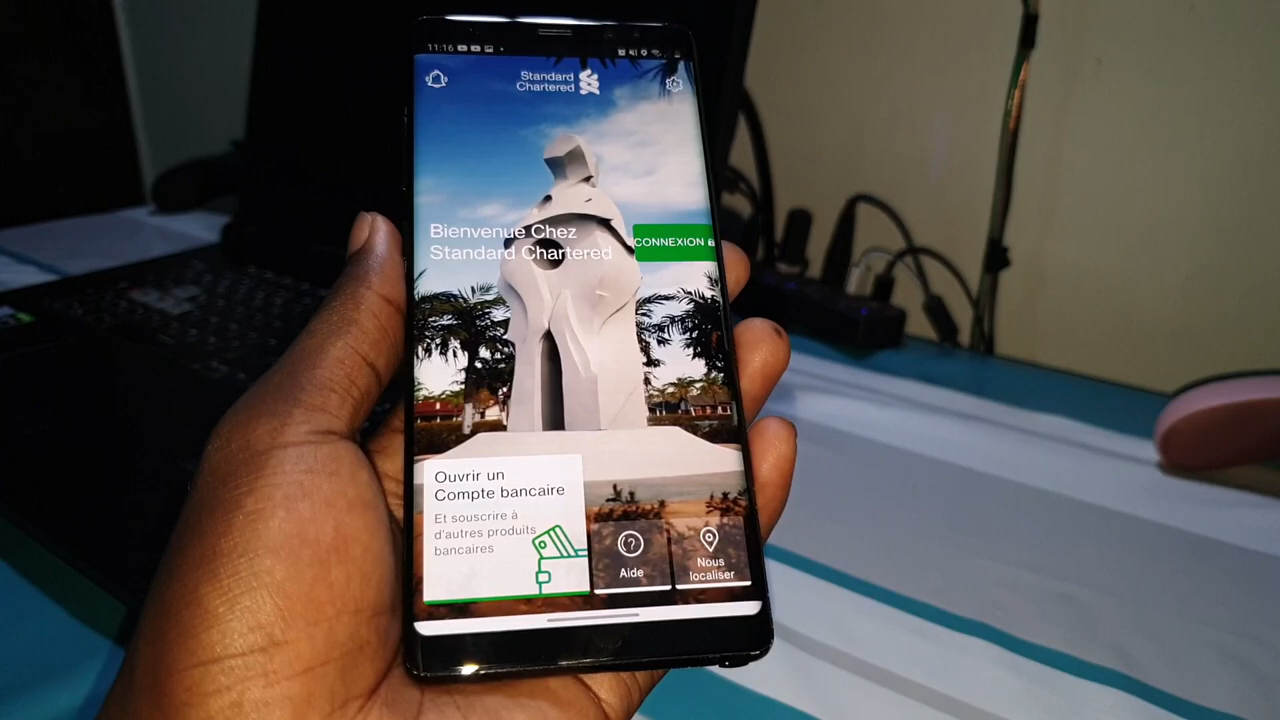 11:16
Standard
Chartered
Bienvenue Chez
Standard Chartered
CONNEXION
Ouvrir un
Compte bancaire
Et souscrire à
d'autres produits
bancaires
Aide
Nous
localiser